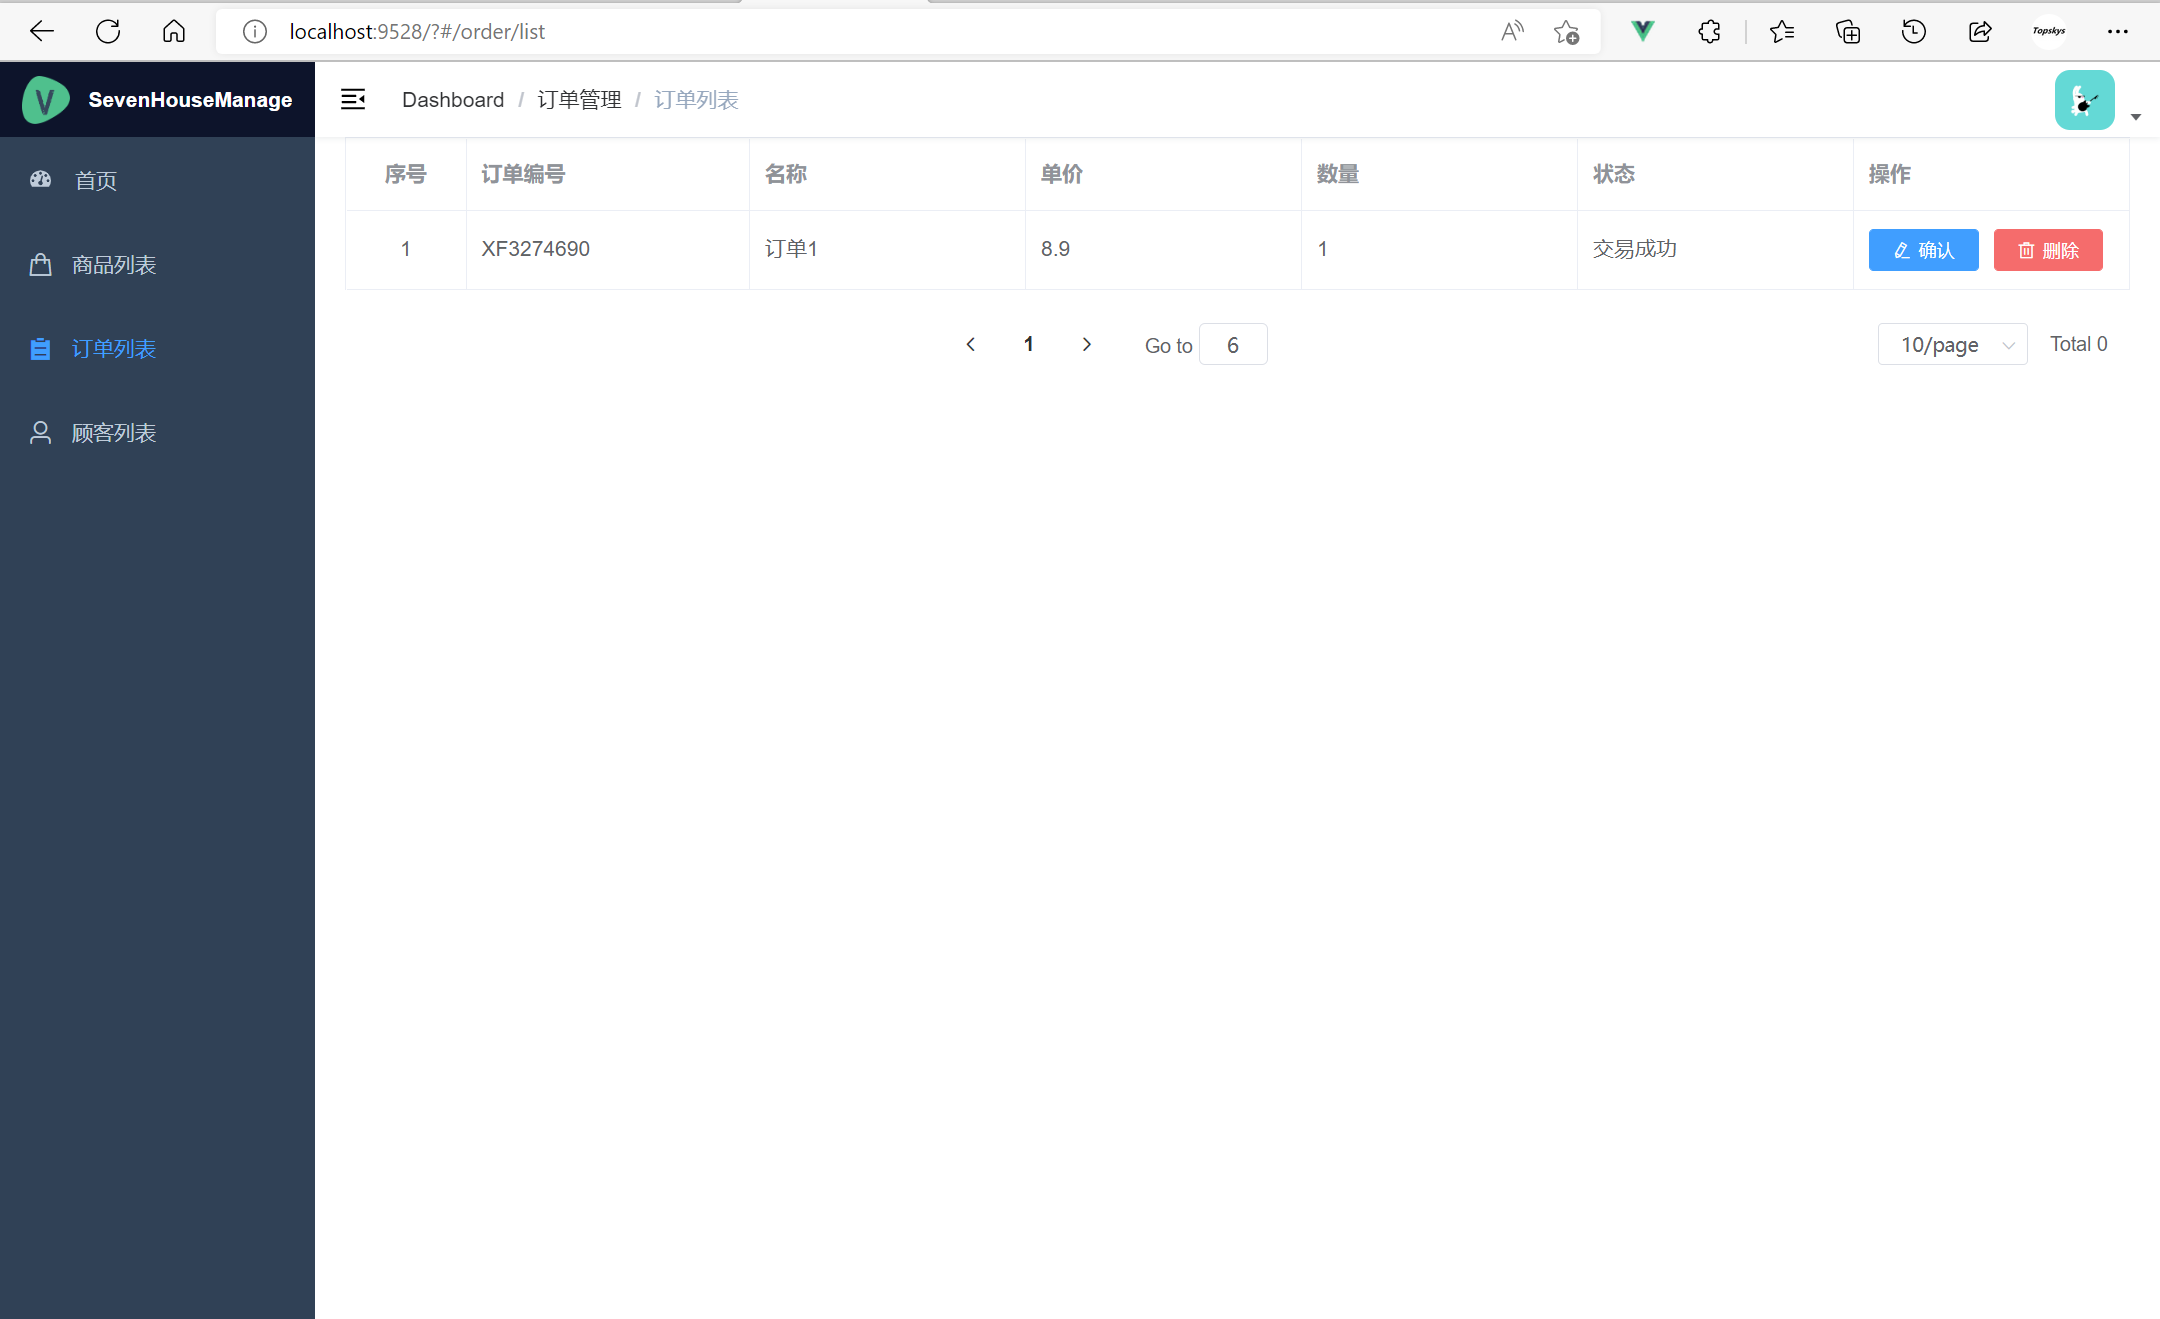 localhost:9528/?#/order/list
Topskys
SevenHouseManage
Dashboard / 订单管理 / 订单列表
首页
商品列表
订单列表
顾客列表
序号 订单编号 名称 单价 数量 状态 操作
1 XF3274690 订单1 8.9 1 交易成功 确认 删除
1 Go to 6 10/page Total 0